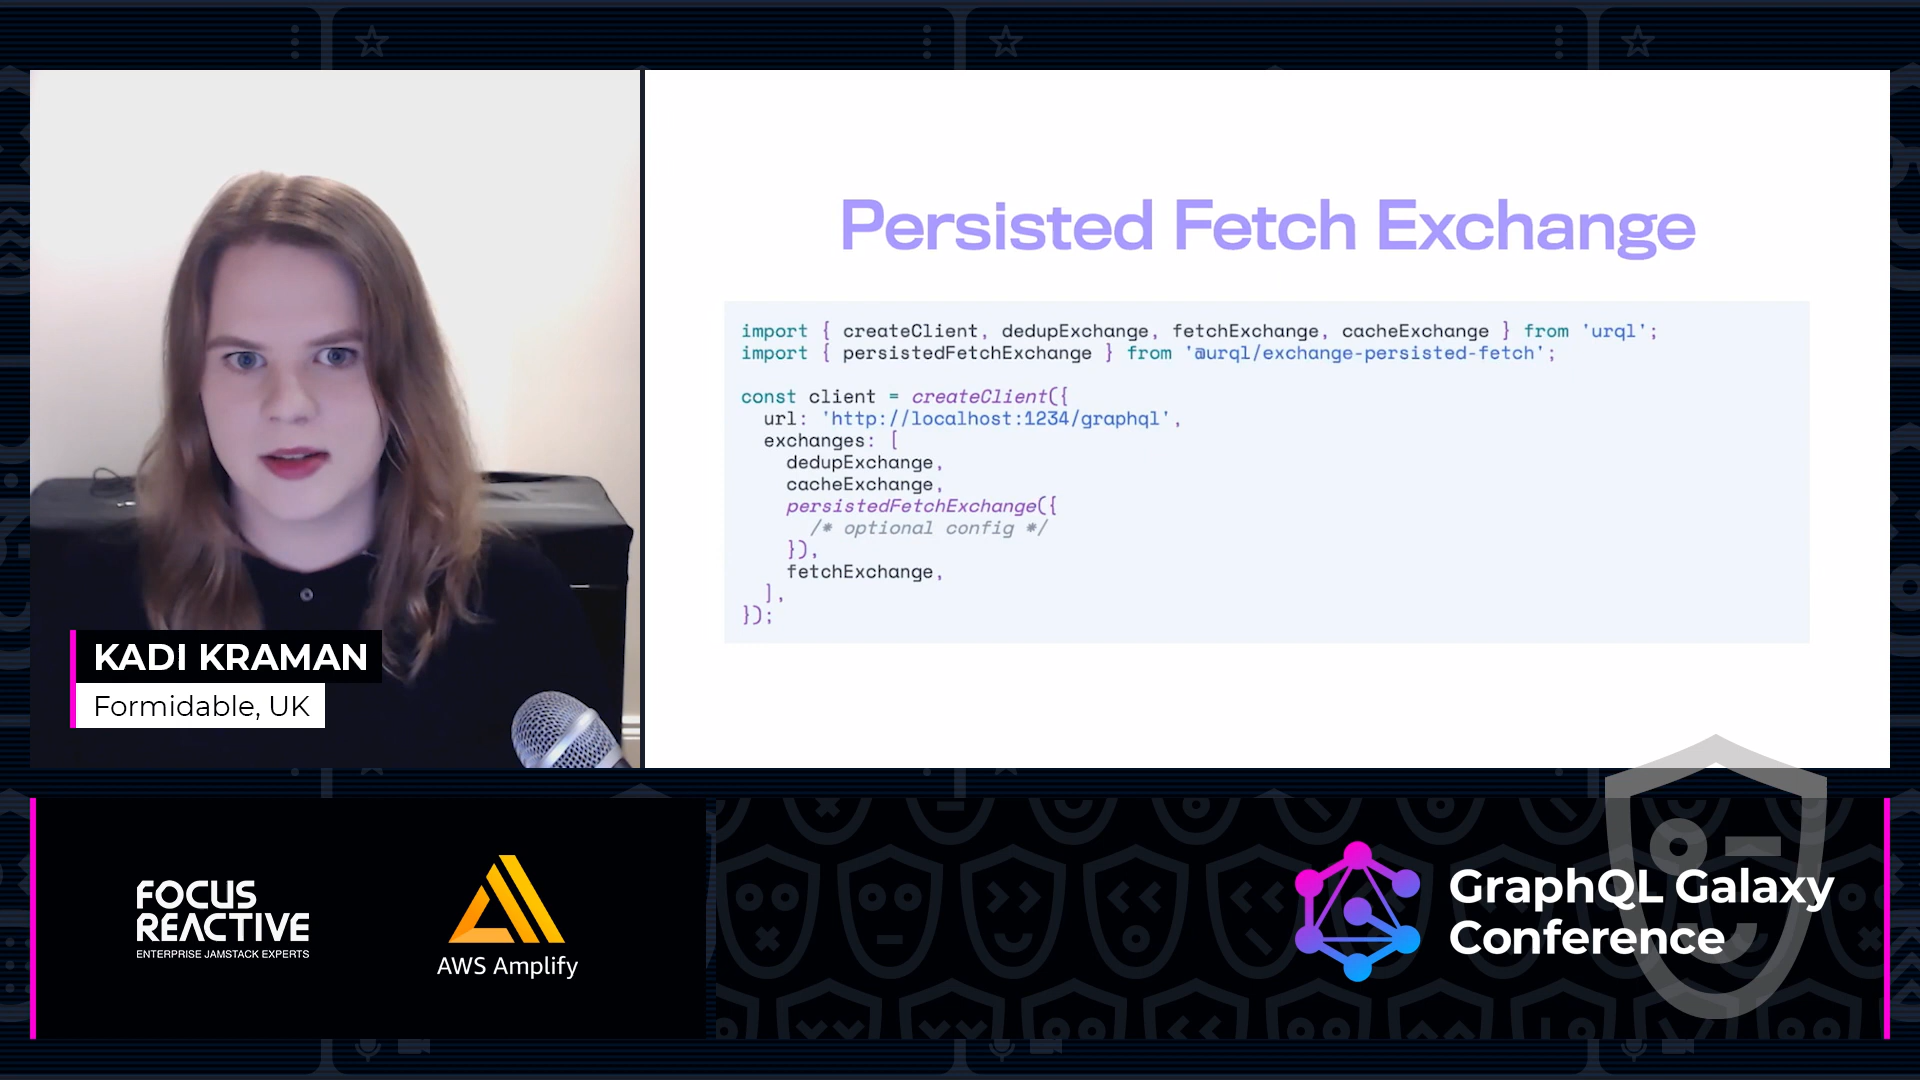 Persisted Fetch Exchange
import { createClient, dedupExchange, fetchExchange, cacheExchange } from 'urql';
import { persistedFetchExchange } from '@urql/exchange-persisted-fetch';
const client = createClient({
url: 'http://localhost:1234/graphql',
exchanges: [
dedupExchange,
cacheExchange,
persistedFetchExchange({
/* optional config */
}),
fetchExchange,
],
});
KADI KRAMAN
Formidable, UK
FOCUS
REACTIVE
ENTERPRISE JAMSTACK EXPERTS
AWS Amplify
GraphQL Galaxy
Conference